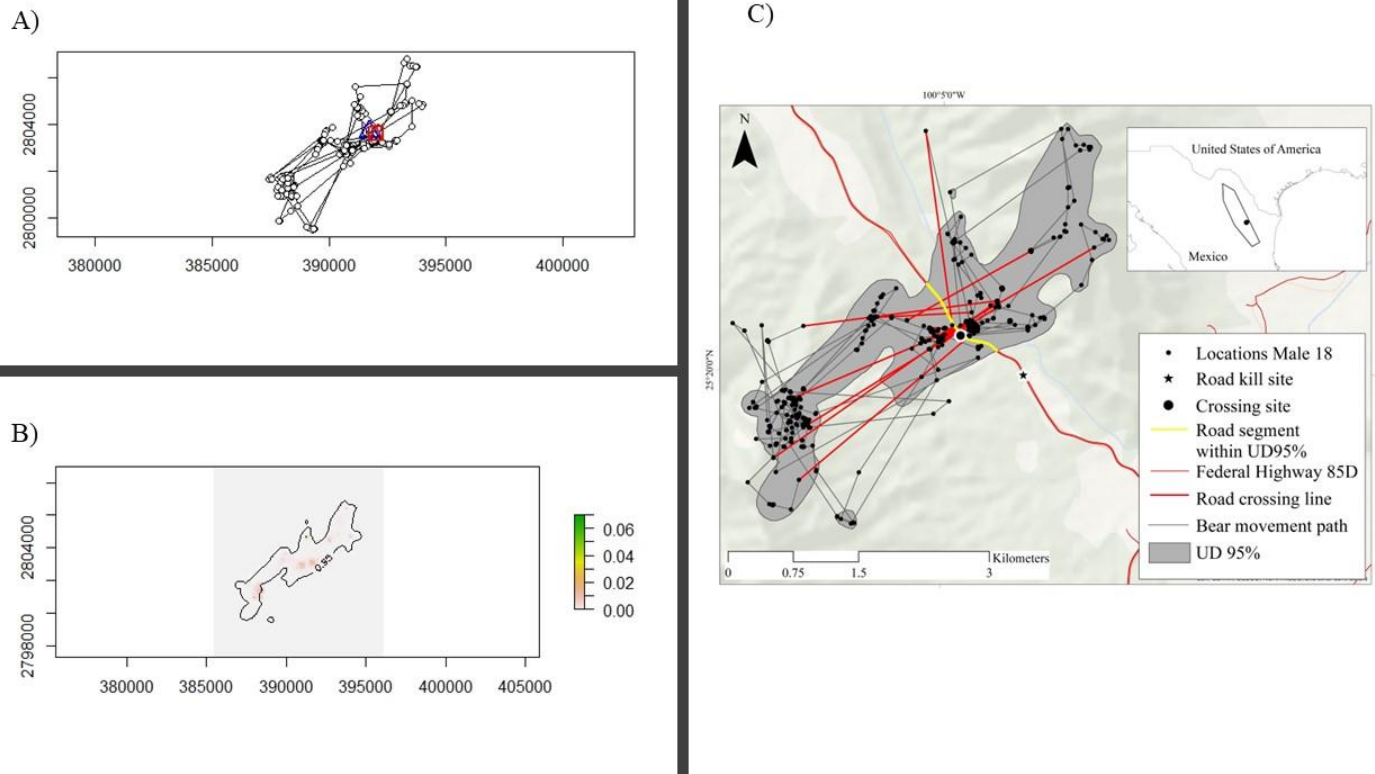 A)
2804000
2800000
380000 385000 390000 395000 400000
B)
2804000
2798000
0.95
0.06
0.04
0.02
0.00
380000 385000 390000 395000 400000 405000
C)
100°5'0"W
N
United States of America
Mexico
25°20'0"N
Locations Male 18
Road kill site
Crossing site
Road segment
within UD95%
Federal Highway 85D
Road crossing line
Bear movement path
UD 95%
Kilometers
0 0.75 1.5 3